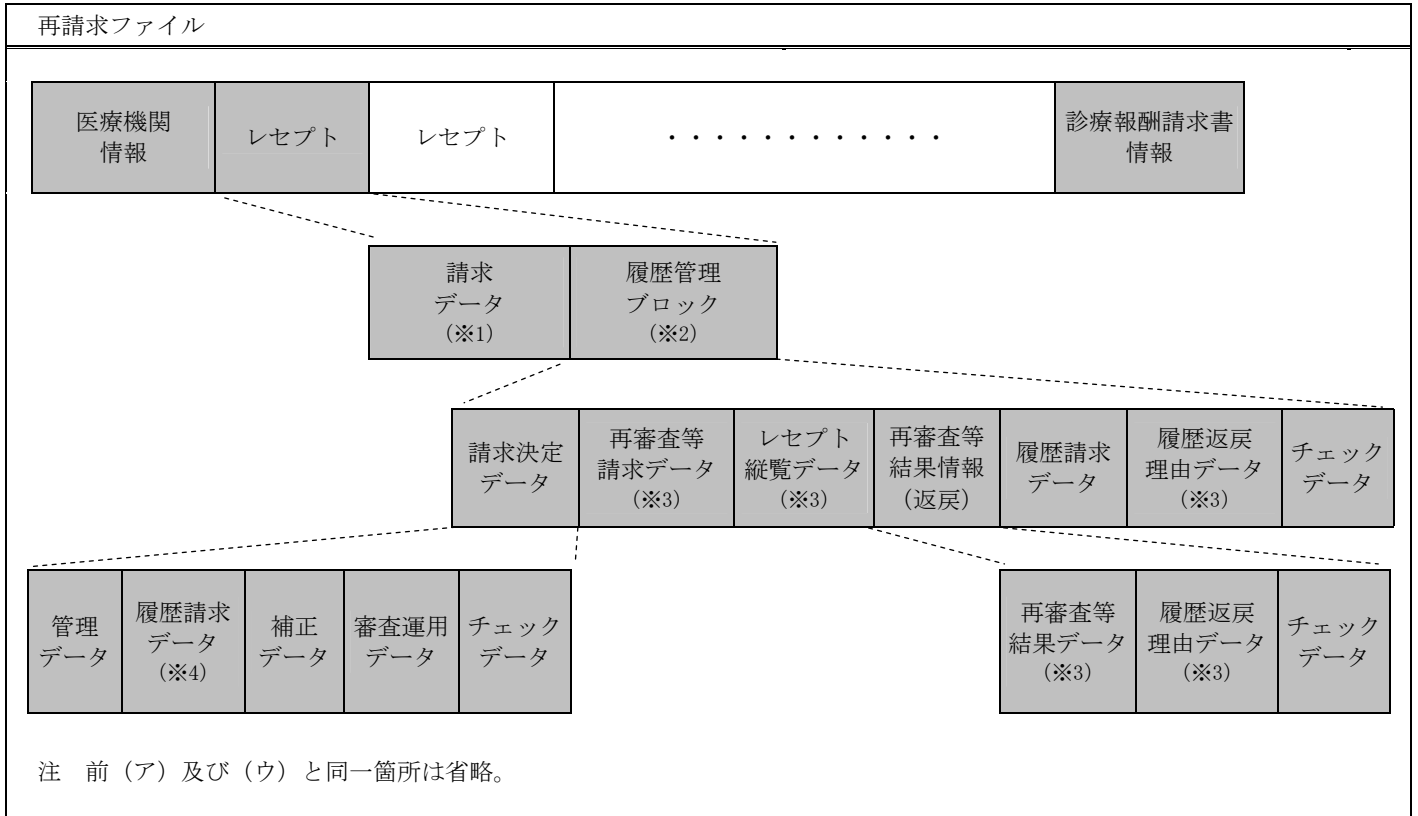 再請求ファイル
医療機関
情報
レセプト
レセプト
・・・・・・・・・・・・
診療報酬請求書
情報
請求
データ
(※1)
履歴管理
ブロック
(※2)
請求決定
データ
再審査等
請求データ
(※3)
レセプト
縦覧データ
(※3)
再審査等
結果情報
(返戻)
履歴請求
データ
履歴返戻
理由データ
(※3)
チェック
データ
管理
データ
履歴請求
データ
(※4)
補正
データ
審査運用
データ
チェック
データ
再審査等
結果データ
(※3)
履歴返戻
理由データ
(※3)
チェック
データ
注　前（ア）及び（ウ）と同一箇所は省略。